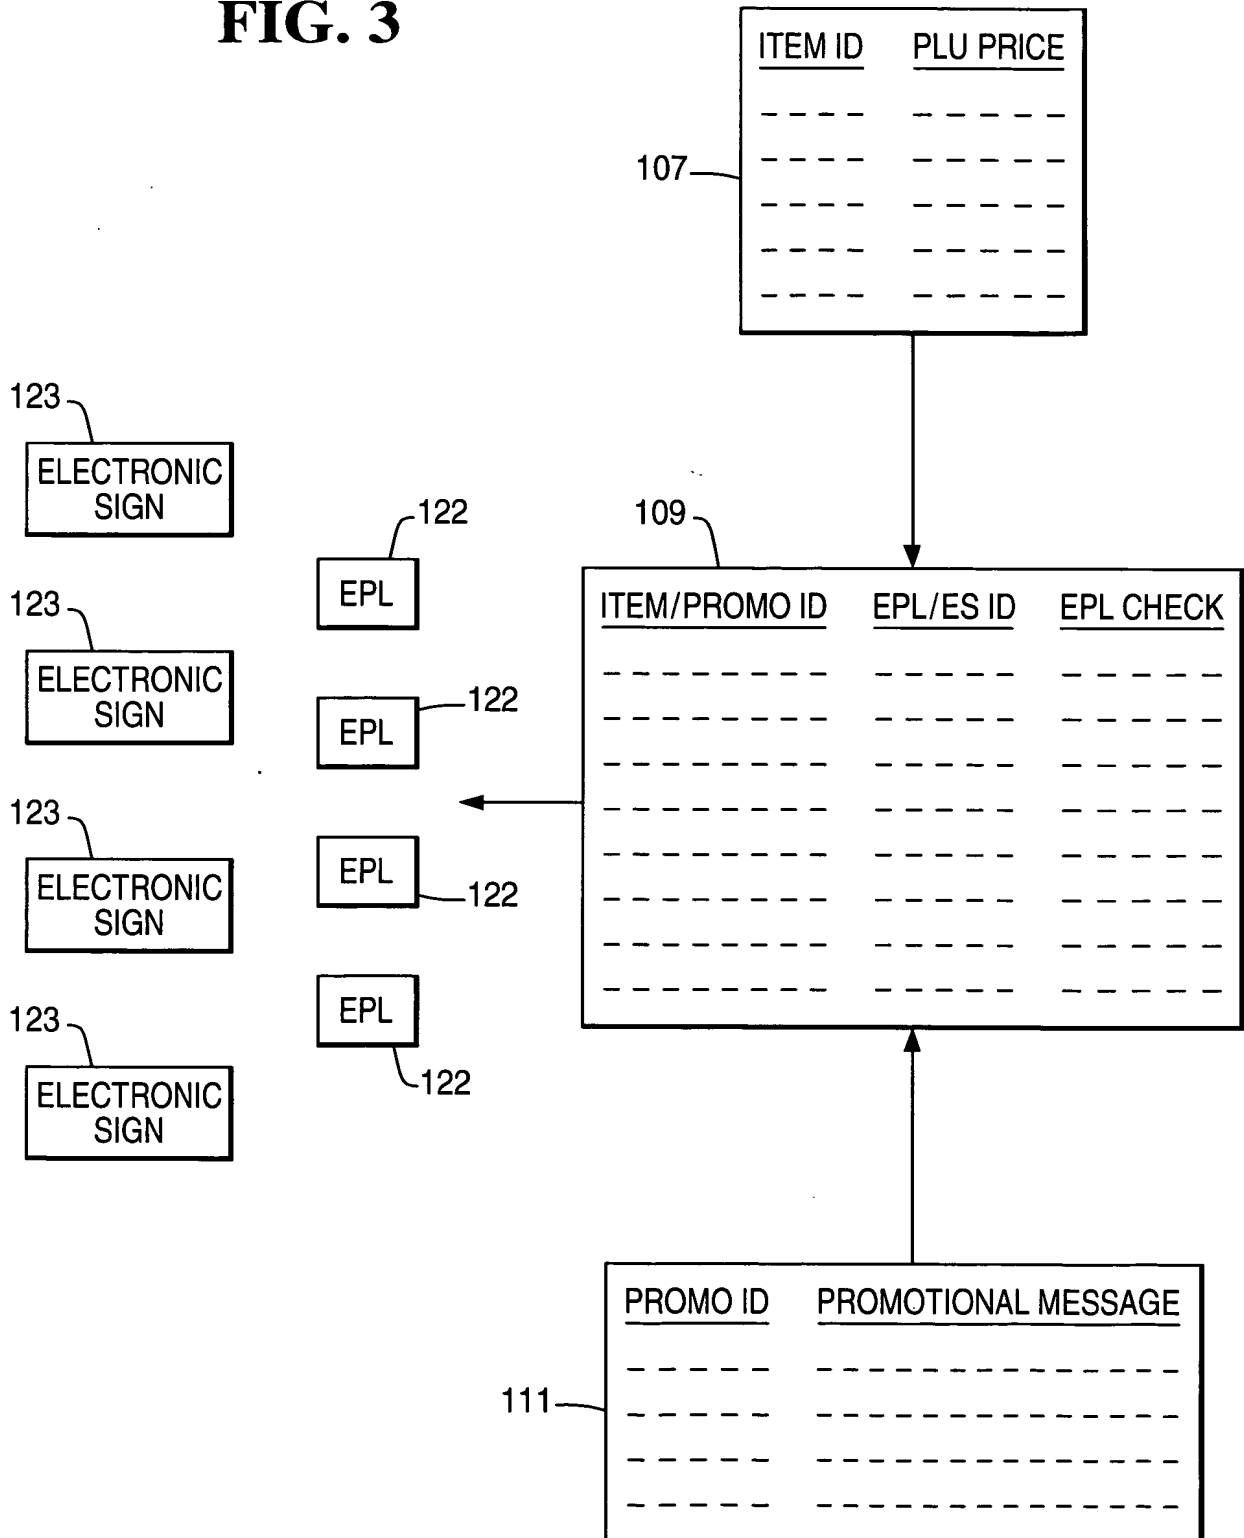 FIG. 3
ITEM ID PLU PRICE
107
123
ELECTRONIC
SIGN
122
EPL
109
ITEM/PROMO ID EPL/ES ID EPL CHECK
123
ELECTRONIC
SIGN
122
EPL
123
ELECTRONIC
SIGN
EPL
122
123
ELECTRONIC
SIGN
EPL
122
PROMO ID PROMOTIONAL MESSAGE
111